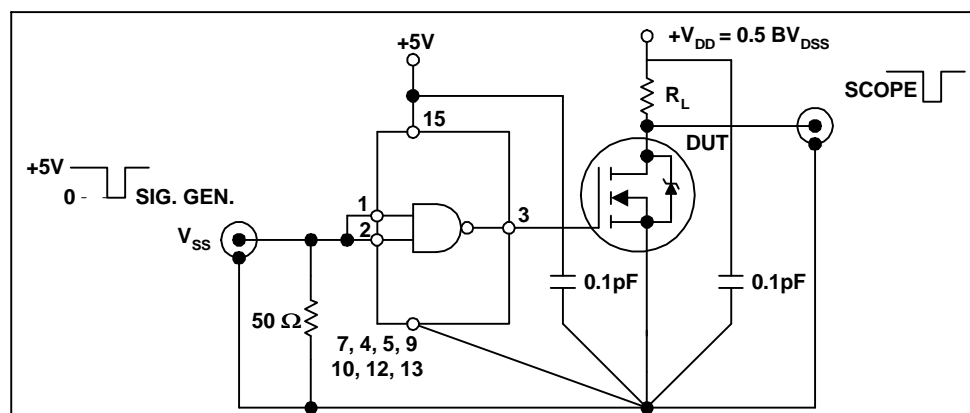 +5V
+V_DD = 0.5 BV_DSS
SCOPE
R_L
15
DUT
+5V
0
SIG. GEN.
1
3
V_SS
2
0.1pF
0.1pF
50 Ω
7, 4, 5, 9
10, 12, 13